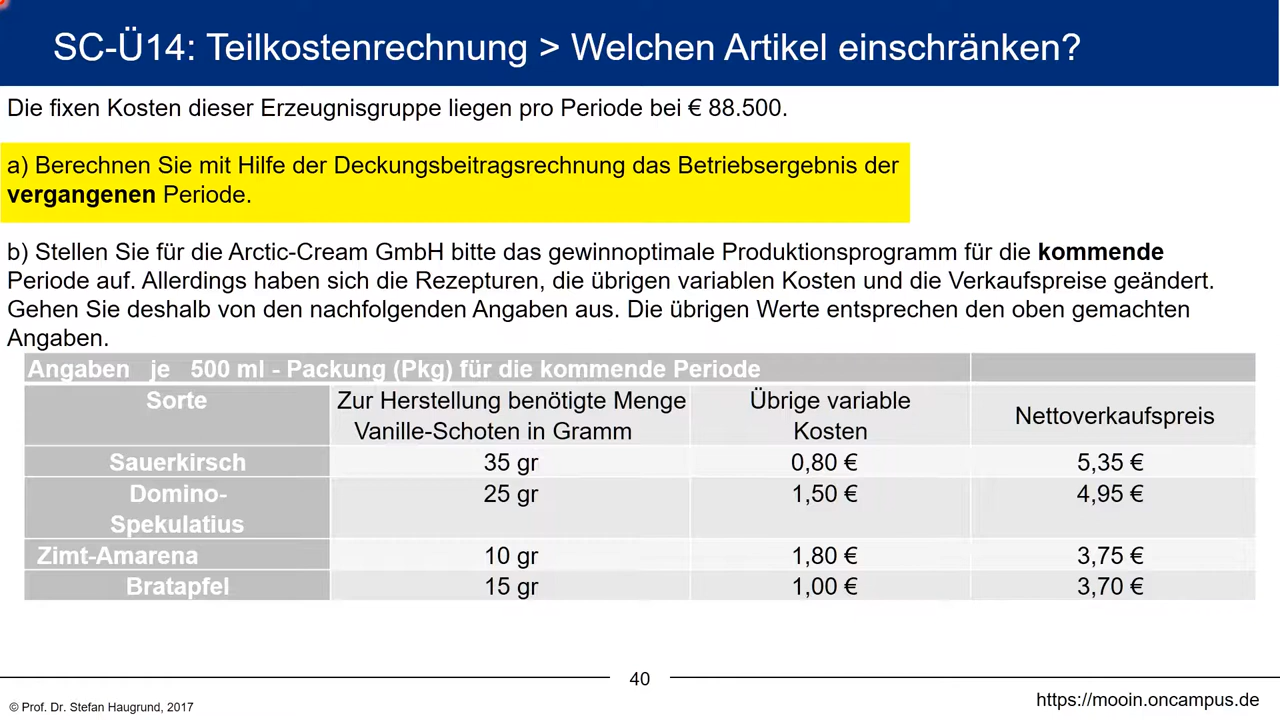 SC-Ü14: Teilkostenrechnung > Welchen Artikel einschränken?
Die fixen Kosten dieser Erzeugnisgruppe liegen pro Periode bei € 88.500.
a) Berechnen Sie mit Hilfe der Deckungsbeitragsrechnung das Betriebsergebnis der
vergangenen Periode.
b) Stellen Sie für die Arctic-Cream GmbH bitte das gewinnoptimale Produktionsprogramm für die kommende
Periode auf. Allerdings haben sich die Rezepturen, die übrigen variablen Kosten und die Verkaufspreise geändert.
Gehen Sie deshalb von den nachfolgenden Angaben aus. Die übrigen Werte entsprechen den oben gemachten
Angaben.
Angaben je 500 ml - Packung (Pkg) für die kommende Periode
Sorte Zur Herstellung benötigte Menge Übrige variable Nettoverkaufspreis
Vanille-Schoten in Gramm Kosten
Sauerkirsch 35 gr 0,80 € 5,35 €
Domino- 25 gr 1,50 € 4,95 €
Spekulatius
Zimt-Amarena 10 gr 1,80 € 3,75 €
Bratapfel 15 gr 1,00 € 3,70 €
40
© Prof. Dr. Stefan Haugrund, 2017
https://mooin.oncampus.de